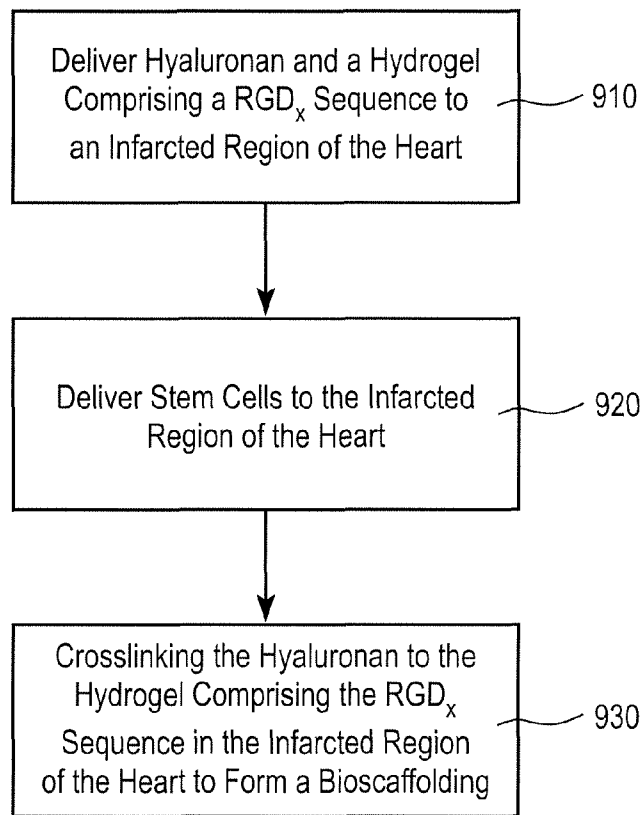 Deliver Hyaluronan and a Hydrogel
Comprising a RGDx Sequence to
an Infarcted Region of the Heart
910
Deliver Stem Cells to the Infarcted
Region of the Heart
920
Crosslinking the Hyaluronan to the
Hydrogel Comprising the RGDx
Sequence in the Infarcted Region
of the Heart to Form a Bioscaffolding
930